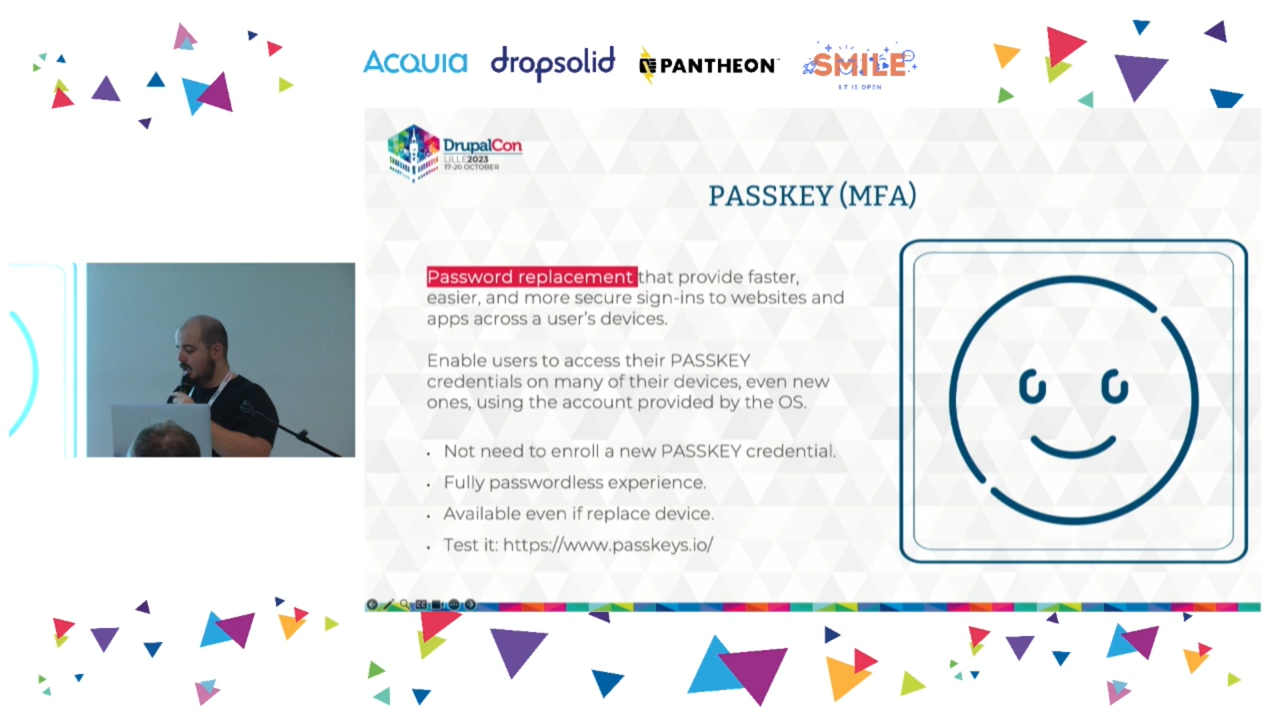 ACQUIA
dropsolid
PANTHEON
SMILE
I.T IS OPEN
DrupalCon
LILLE2023
17-20 OCTOBER
PASSKEY (MFA)
Password replacement that provide faster,
easier, and more secure sign-ins to websites and
apps across a user's devices.
Enable users to access their PASSKEY
credentials on many of their devices, even new
ones, using the account provided by the OS.
• Not need to enroll a new PASSKEY credential.
• Fully passwordless experience.
• Available even if replace device.
• Test it: https://www.passkeys.io/